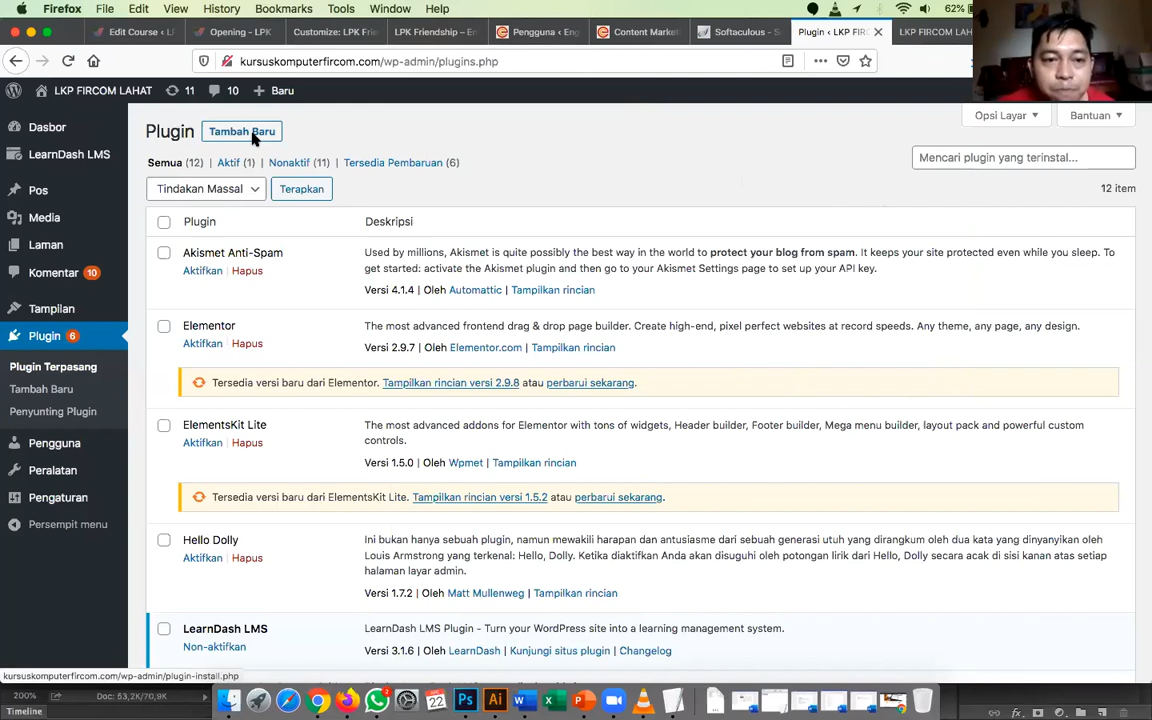 Firefox File Edit View History Bookmarks Tools Window Help 62%
Edit Course ‹ LF Opening - LPK Customize: LPK Frie LPK Friendship – En Pengguna ‹ Eng Content Market Softaculous - S Plugin ‹ LKP FIR LKP FIRCOM LAH
kursuskomputerfircom.com/wp-admin/plugins.php
LKP FIRCOM LAHAT 11 10 Baru
Opsi Layar Bantuan
Dasbor
LearnDash LMS
Pos
Media
Laman
Komentar 10
Tampilan
Plugin 6
Plugin Terpasang
Tambah Baru
Penyunting Plugin
Pengguna
Peralatan
Pengaturan
Persempit menu
Plugin Tambah Baru
Semua (12) | Aktif (1) | Nonaktif (11) | Tersedia Pembaruan (6)
Mencari plugin yang terinstal...
Tindakan Massal Terapkan
12 item
Plugin Deskripsi
Akismet Anti-Spam
Aktifkan | Hapus
Used by millions, Akismet is quite possibly the best way in the world to protect your blog from spam. It keeps your site protected even while you sleep. To
get started: activate the Akismet plugin and then go to your Akismet Settings page to set up your API key.
Versi 4.1.4 | Oleh Automattic | Tampilkan rincian
Elementor
Aktifkan | Hapus
The most advanced frontend drag & drop page builder. Create high-end, pixel perfect websites at record speeds. Any theme, any page, any design.
Versi 2.9.7 | Oleh Elementor.com | Tampilkan rincian
Tersedia versi baru dari Elementor. Tampilkan rincian versi 2.9.8 atau perbarui sekarang.
ElementsKit Lite
Aktifkan | Hapus
The most advanced addons for Elementor with tons of widgets, Header builder, Footer builder, Mega menu builder, layout pack and powerful custom
controls.
Versi 1.5.0 | Oleh Wpmet | Tampilkan rincian
Tersedia versi baru dari ElementsKit Lite. Tampilkan rincian versi 1.5.2 atau perbarui sekarang.
Hello Dolly
Aktifkan | Hapus
Ini bukan hanya sebuah plugin, namun mewakili harapan dan antusiasme dari sebuah generasi utuh yang dirangkum oleh dua kata yang dinyanyikan oleh
Louis Armstrong yang terkenal: Hello, Dolly. Ketika diaktifkan Anda akan disuguhi oleh potongan lirik dari Hello, Dolly secara acak di sisi kanan atas setiap
halaman layar admin.
Versi 1.7.2 | Oleh Matt Mullenweg | Tampilkan rincian
LearnDash LMS
Non-aktifkan
LearnDash LMS Plugin - Turn your WordPress site into a learning management system.
Versi 3.1.6 | Oleh LearnDash | Kunjungi situs plugin | Changelog
kursuskomputerfircom.com/wp-admin/plugin-install.php
200% Doc: 53,2K/70,9K
Timeline
22 Ps Ai fx